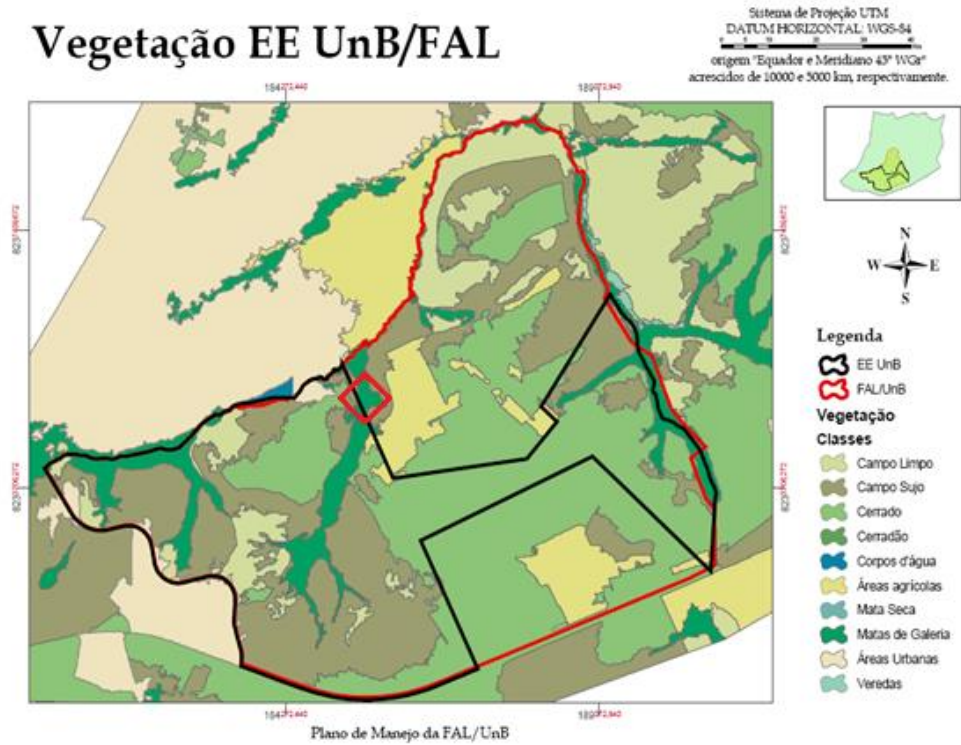 Vegetação EE UnB/FAL
Sistema de Projeção UTM
DATUM HORIZONTAL: WGS-84
origem "Equador e Meridiano 45° WGr"
acrescidos de 10000 e 5000 km, respectivamente.
N
W E
S
Legenda
EE UnB
FAL/UnB
Vegetação
Classes
Campo Limpo
Campo Sujo
Cerrado
Cerradão
Corpos d'água
Áreas agrícolas
Mata Seca
Matas de Galeria
Áreas Urbanas
Veredas
Plano de Manejo da FAL/UnB